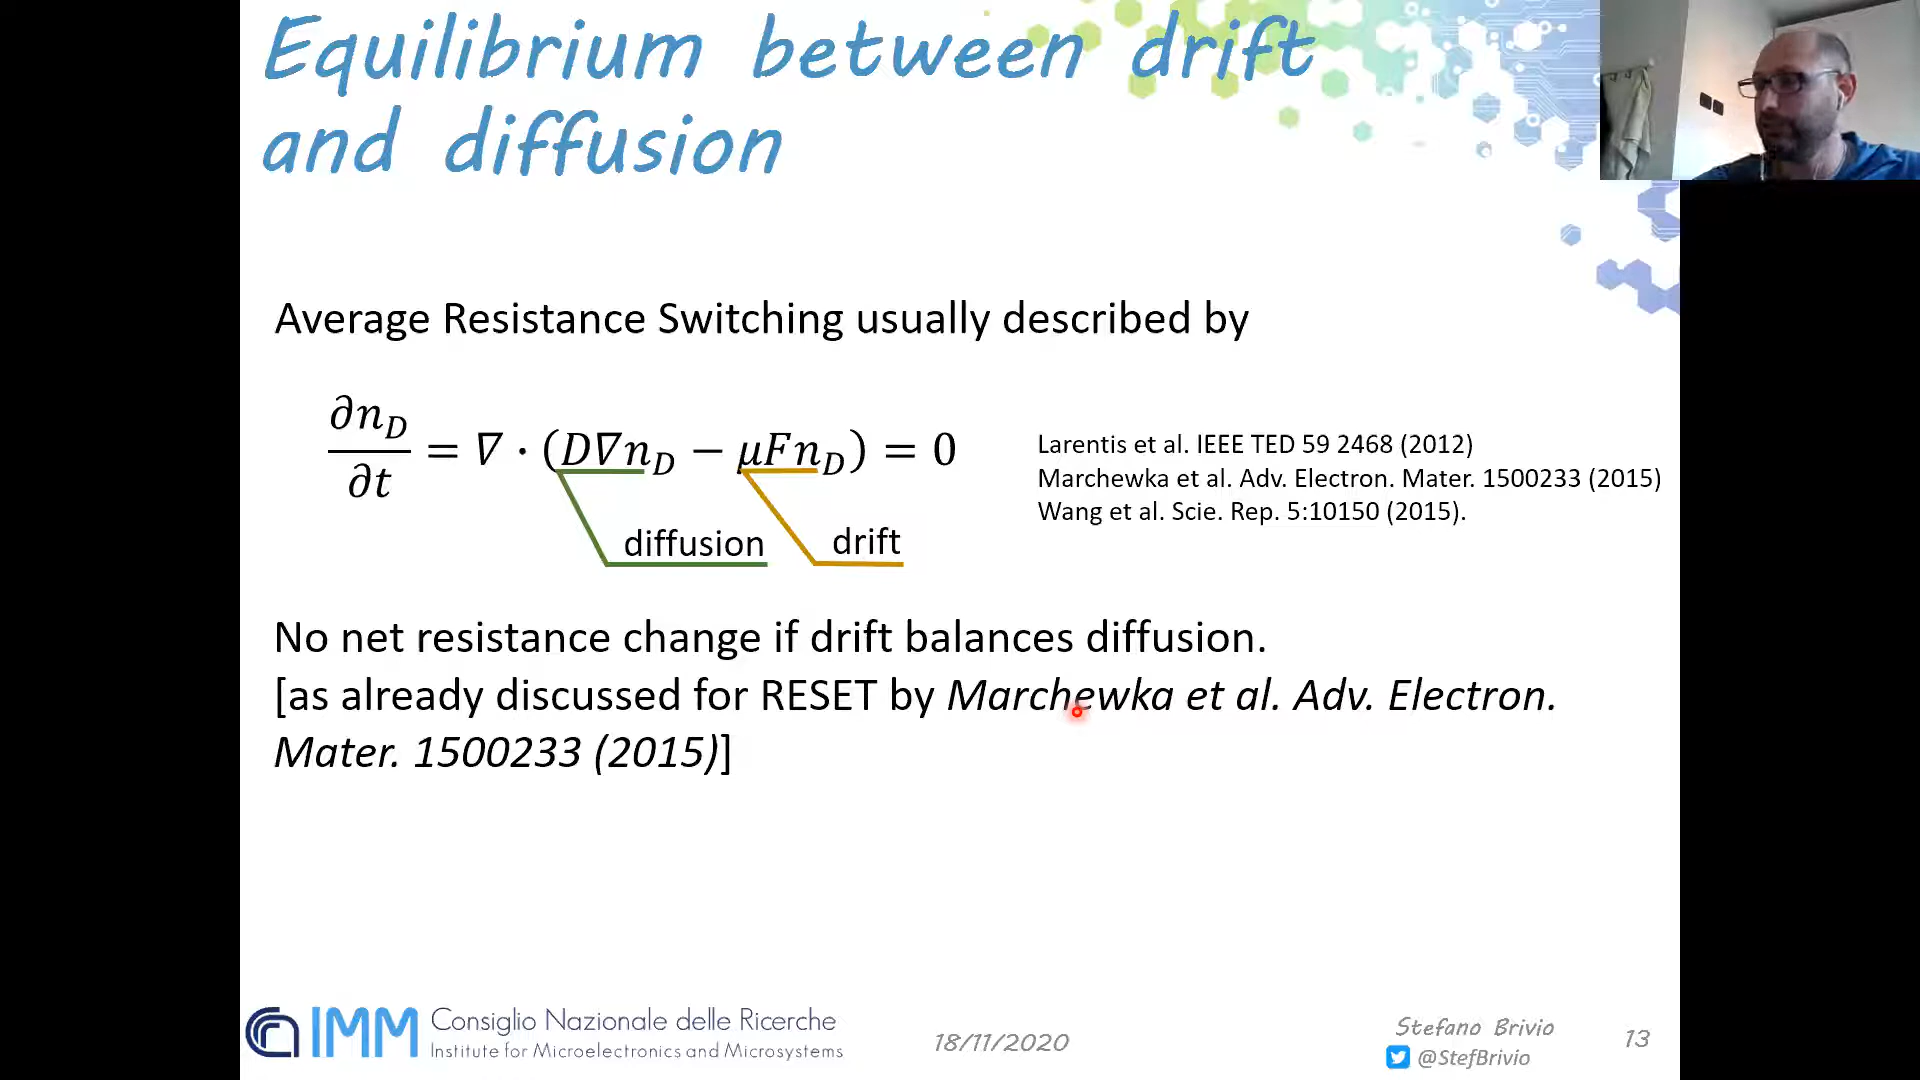 Equilibrium between drift
and diffusion
Average Resistance Switching usually described by
∂n_D/∂t = ∇ · (D∇n_D − μFn_D) = 0
diffusion
drift
Larentis et al. IEEE TED 59 2468 (2012)
Marchewka et al. Adv. Electron. Mater. 1500233 (2015)
Wang et al. Scie. Rep. 5:10150 (2015).
No net resistance change if drift balances diffusion.
[as already discussed for RESET by Marchewka et al. Adv. Electron.
Mater. 1500233 (2015)]
IMM
Consiglio Nazionale delle Ricerche
Institute for Microelectronics and Microsystems
18/11/2020
Stefano Brivio
@StefBrivio
13